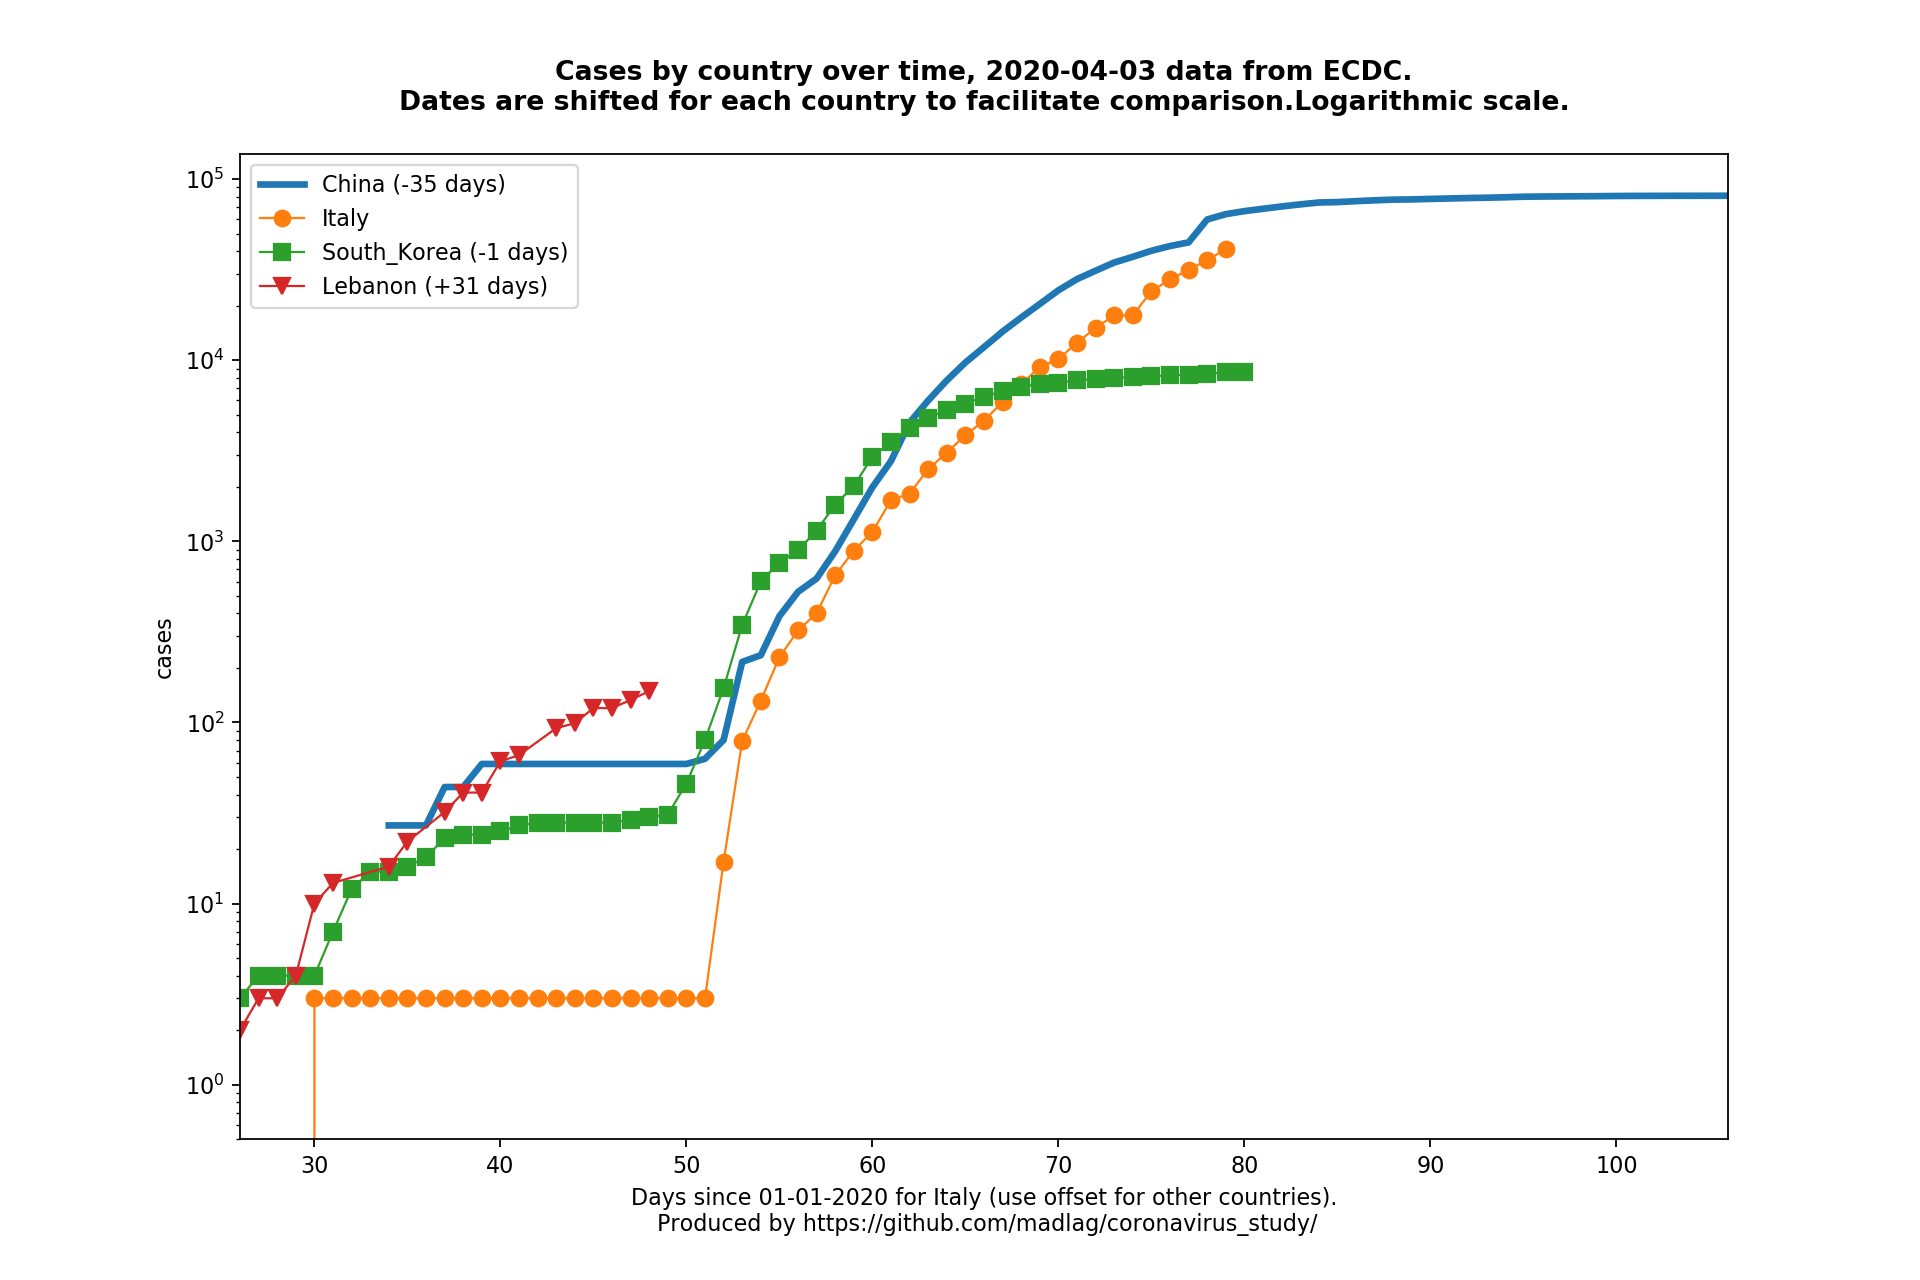 Cases by country over time, 2020-04-03 data from ECDC.
Dates are shifted for each country to facilitate comparison.Logarithmic scale.
China (-35 days)
Italy
South_Korea (-1 days)
Lebanon (+31 days)
10^5
10^4
10^3
10^2
10^1
10^0
cases
30 40 50 60 70 80 90 100
Days since 01-01-2020 for Italy (use offset for other countries).
Produced by https://github.com/madlag/coronavirus_study/